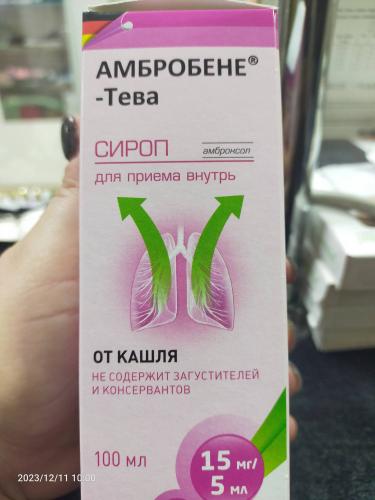 АМБРОБЕНЕ®
-Тева
СИРОП
амброксол
для приема внутрь
ОТ КАШЛЯ
НЕ СОДЕРЖИТ ЗАГУСТИТЕЛЕЙ
И КОНСЕРВАНТОВ
100 мл
15 мг/
5 мл
2023/12/11 10:00